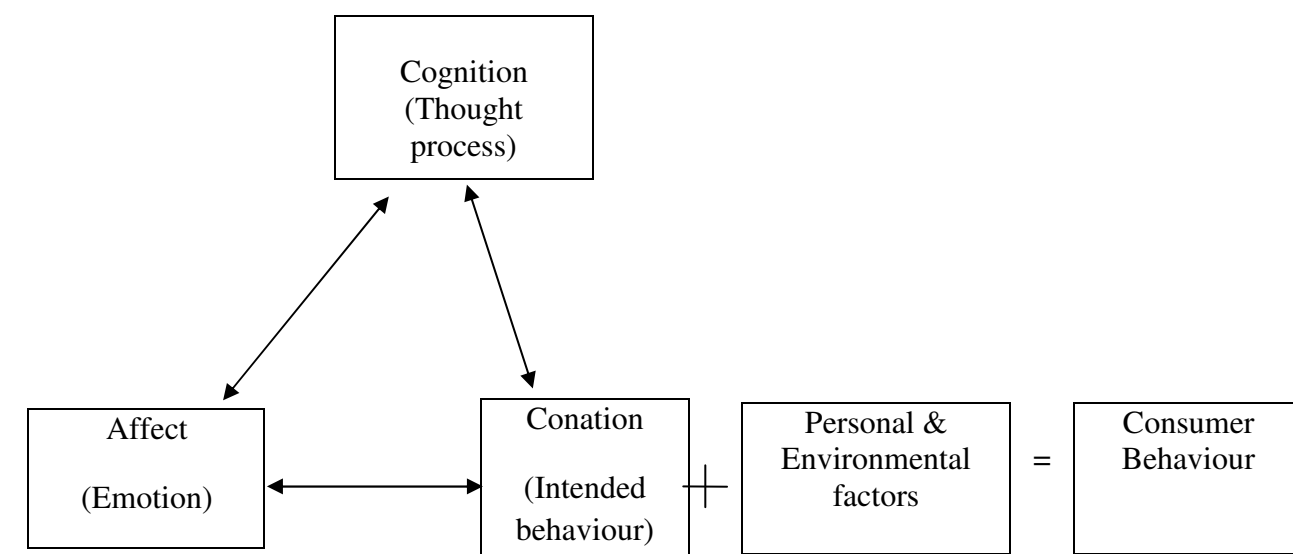 Cognition
(Thought
process)
Affect
(Emotion)
Conation
(Intended
behaviour)
+
Personal &
Environmental
factors
=
Consumer
Behaviour